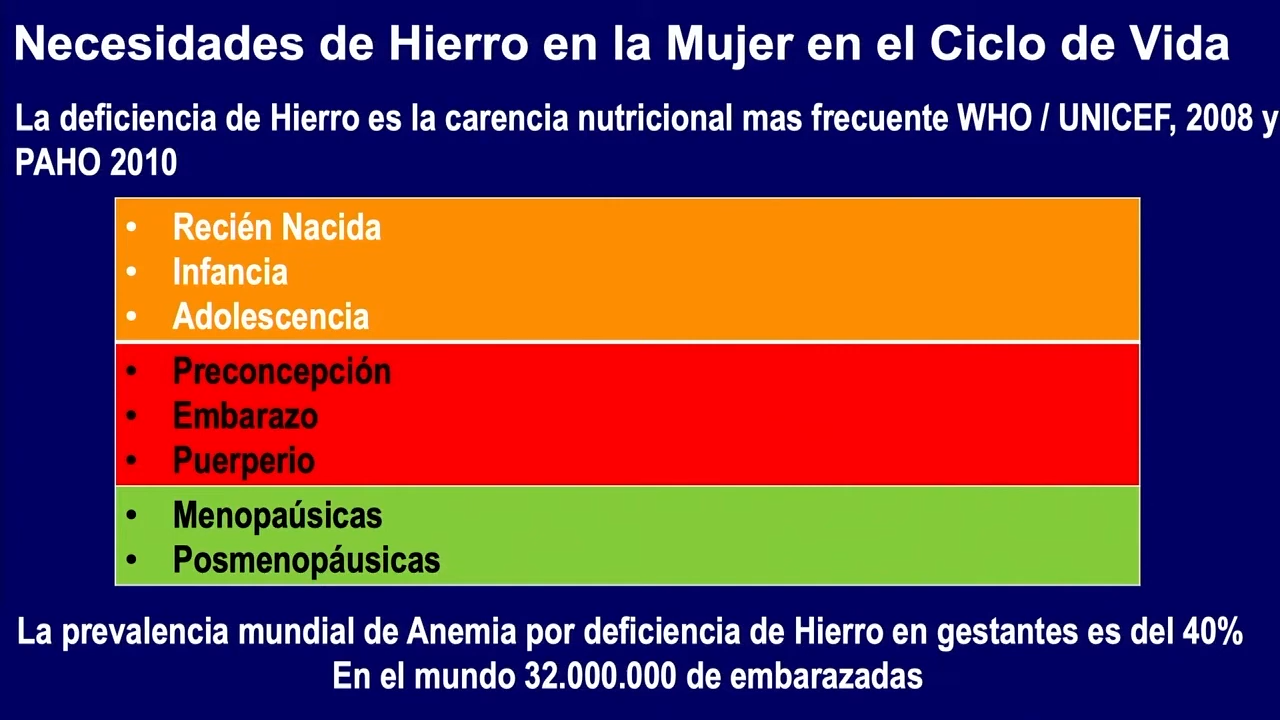 Necesidades de Hierro en la Mujer en el Ciclo de Vida
La deficiencia de Hierro es la carencia nutricional mas frecuente WHO / UNICEF, 2008 y
PAHO 2010
• Recién Nacida
• Infancia
• Adolescencia
• Preconcepción
• Embarazo
• Puerperio
• Menopaúsicas
• Posmenopáusicas
La prevalencia mundial de Anemia por deficiencia de Hierro en gestantes es del 40%
En el mundo 32.000.000 de embarazadas